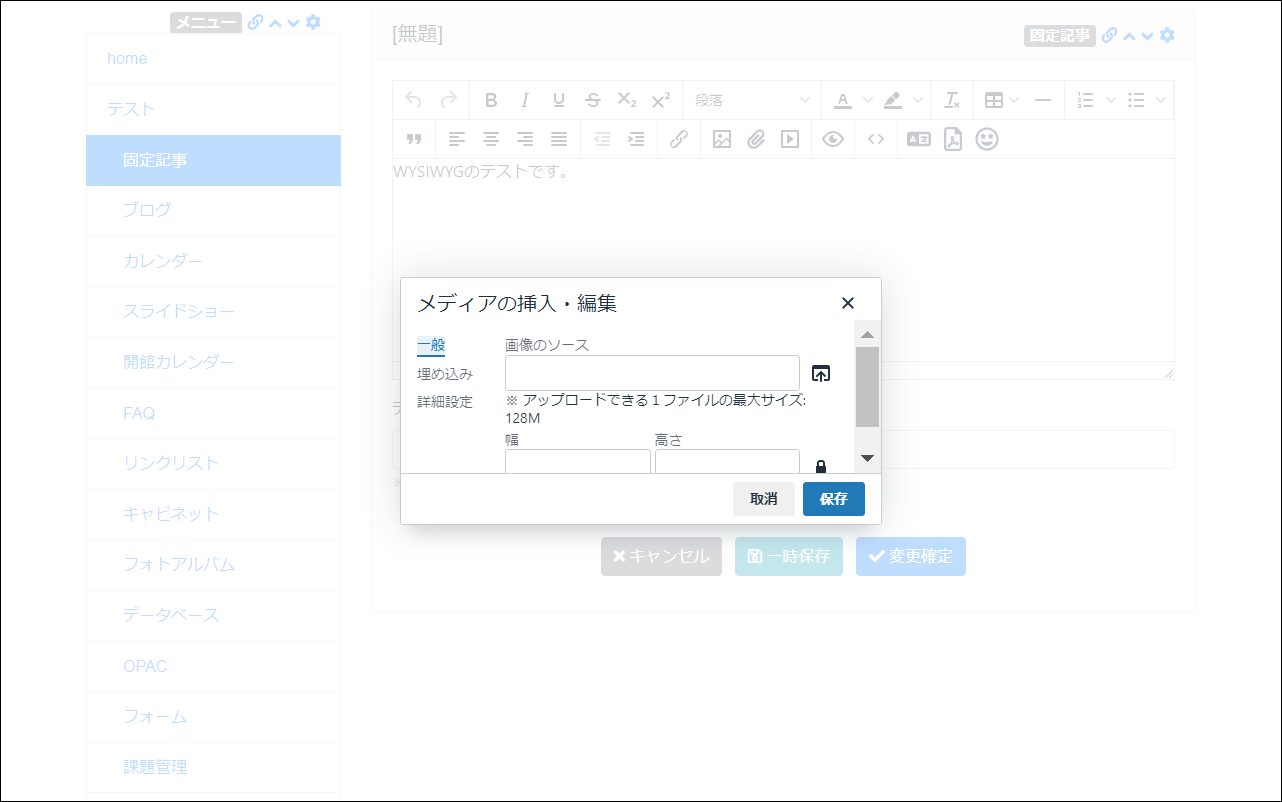 メニュー
home
テスト
固定記事
ブログ
カレンダー
スライドショー
開館カレンダー
FAQ
リンクリスト
キャビネット
フォトアルバム
データベース
OPAC
フォーム
課題管理
[無題]
固定記事
段落
WYSIWYGのテストです。
メディアの挿入・編集
一般
埋め込み
詳細設定
画像のソース
※ アップロードできる 1 ファイルの最大サイズ:
128M
幅 高さ
取消 保存
キャンセル 一時保存 変更確定